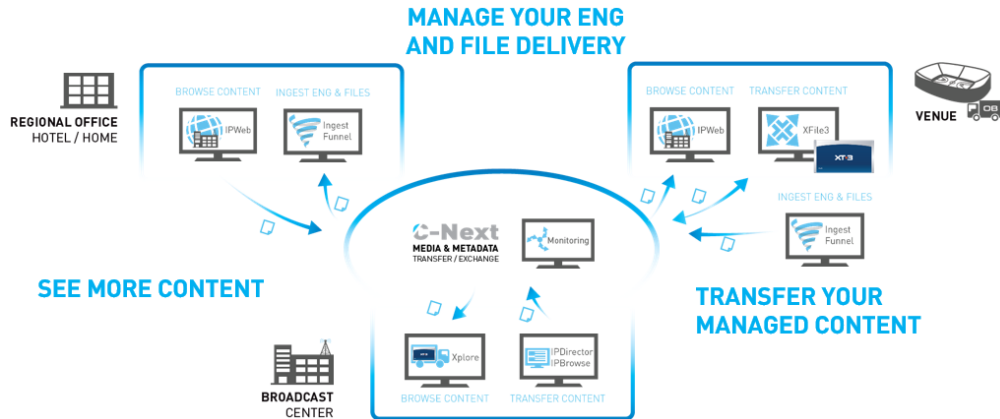 MANAGE YOUR ENG
AND FILE DELIVERY
REGIONAL OFFICE
HOTEL / HOME
BROWSE CONTENT
INGEST ENG & FILES
IPWeb
Ingest
Funnel
BROWSE CONTENT
TRANSFER CONTENT
IPWeb
XFile3
XT3
VENUE
OB
INGEST ENG & FILES
Ingest
Funnel
C-Next
MEDIA & METADATA
TRANSFER / EXCHANGE
Monitoring
SEE MORE CONTENT
TRANSFER YOUR
MANAGED CONTENT
Xplore
IPDirector
IPBrowse
BROWSE CONTENT
TRANSFER CONTENT
BROADCAST
CENTER